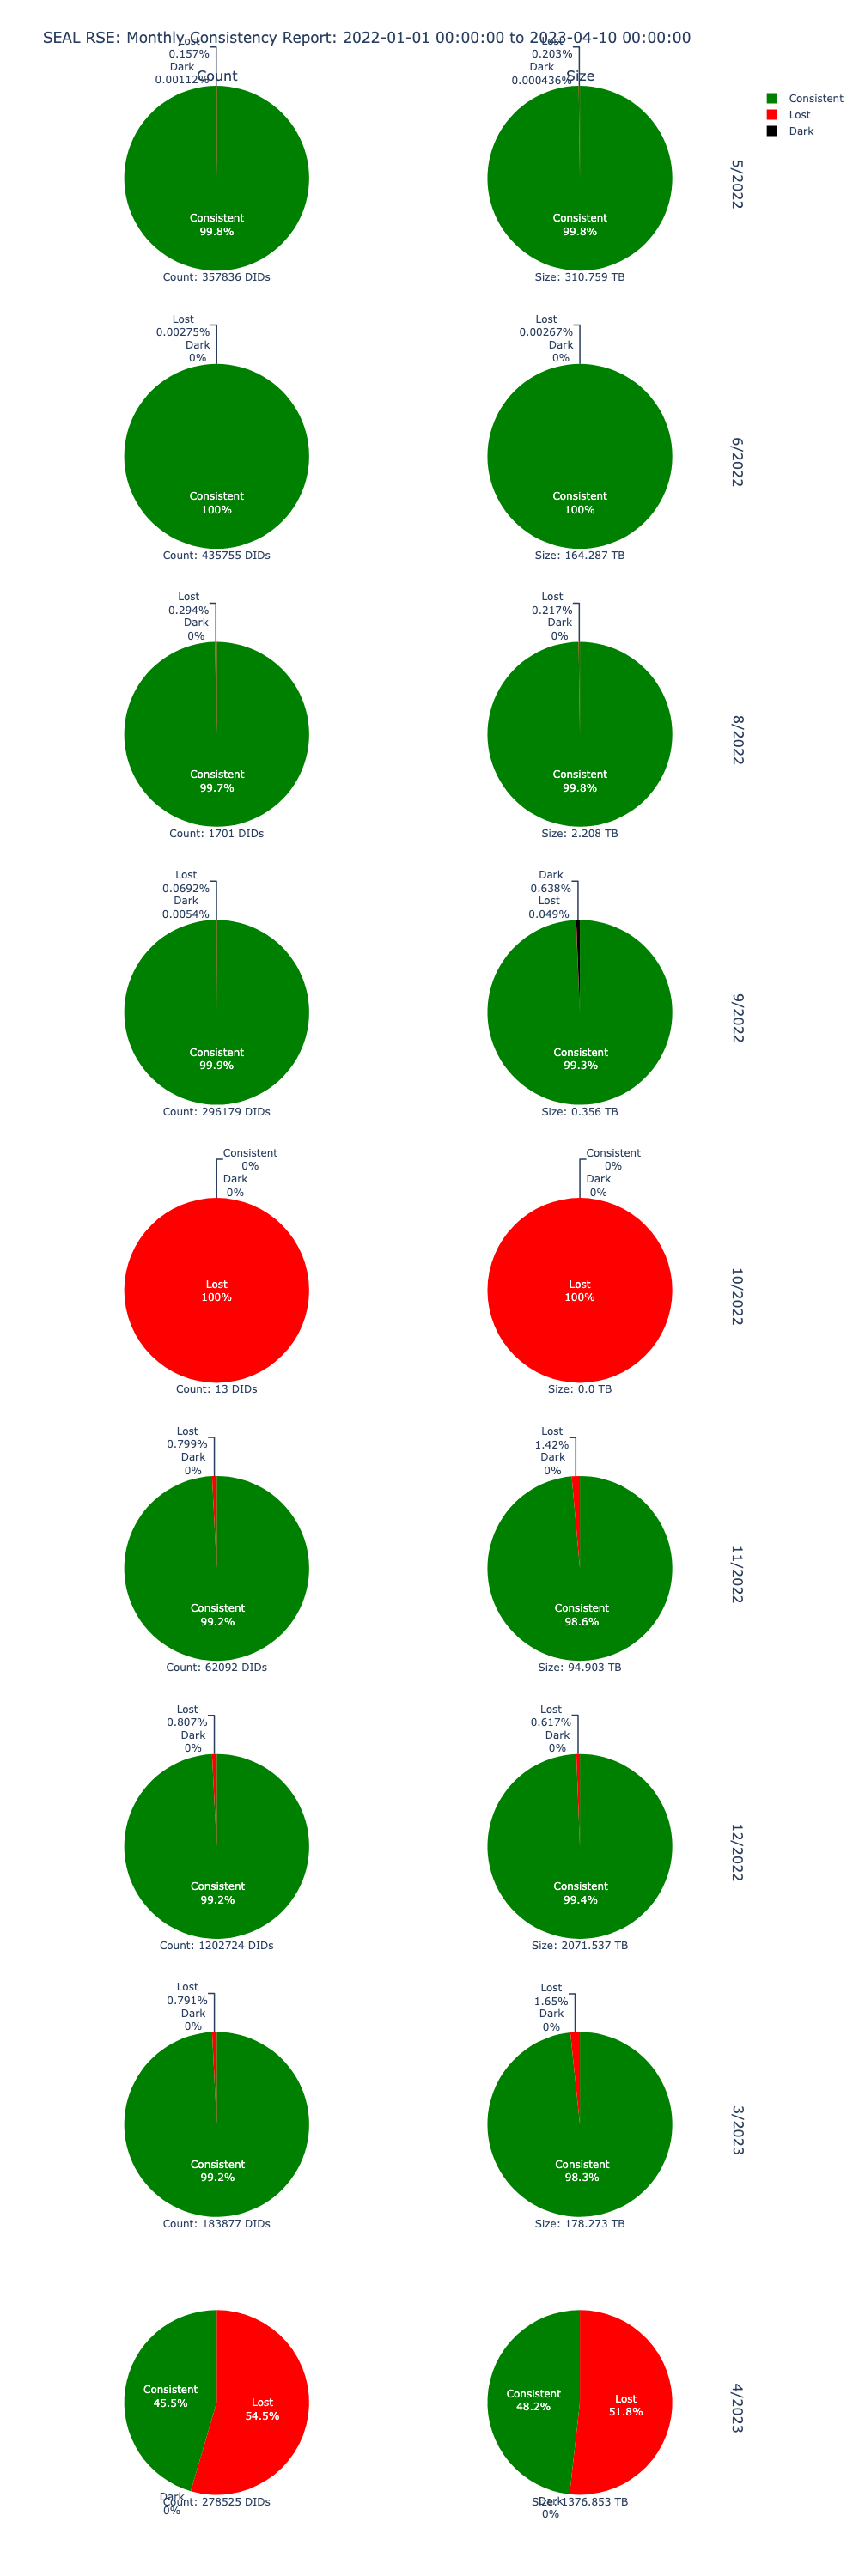 SEAL RSE: Monthly Consistency Report: 2022-01-01 00:00:00 to 2023-04-10 00:00:00
Count
Size
Consistent
Lost
Dark
Lost
0.157%
Dark
0.00112%
Consistent
99.8%
Count: 357836 DIDs
Lost
0.203%
Dark
0.000436%
Consistent
99.8%
Size: 310.759 TB
5/2022
Lost
0.00275%
Dark
0%
Consistent
100%
Count: 435755 DIDs
Lost
0.00267%
Dark
0%
Consistent
100%
Size: 164.287 TB
6/2022
Lost
0.294%
Dark
0%
Consistent
99.7%
Count: 1701 DIDs
Lost
0.217%
Dark
0%
Consistent
99.8%
Size: 2.208 TB
8/2022
Lost
0.0692%
Dark
0.0054%
Consistent
99.9%
Count: 296179 DIDs
Dark
0.638%
Lost
0.049%
Consistent
99.3%
Size: 0.356 TB
9/2022
Consistent
0%
Dark
0%
Lost
100%
Count: 13 DIDs
Consistent
0%
Dark
0%
Lost
100%
Size: 0.0 TB
10/2022
Lost
0.799%
Dark
0%
Consistent
99.2%
Count: 62092 DIDs
Lost
1.42%
Dark
0%
Consistent
98.6%
Size: 94.903 TB
11/2022
Lost
0.807%
Dark
0%
Consistent
99.2%
Count: 1202724 DIDs
Lost
0.617%
Dark
0%
Consistent
99.4%
Size: 2071.537 TB
12/2022
Lost
0.791%
Dark
0%
Consistent
99.2%
Count: 183877 DIDs
Lost
1.65%
Dark
0%
Consistent
98.3%
Size: 178.273 TB
3/2023
Consistent
45.5%
Lost
54.5%
Dark
0%
Count: 278525 DIDs
Consistent
48.2%
Lost
51.8%
Dark
0%
Size: 1376.853 TB
4/2023